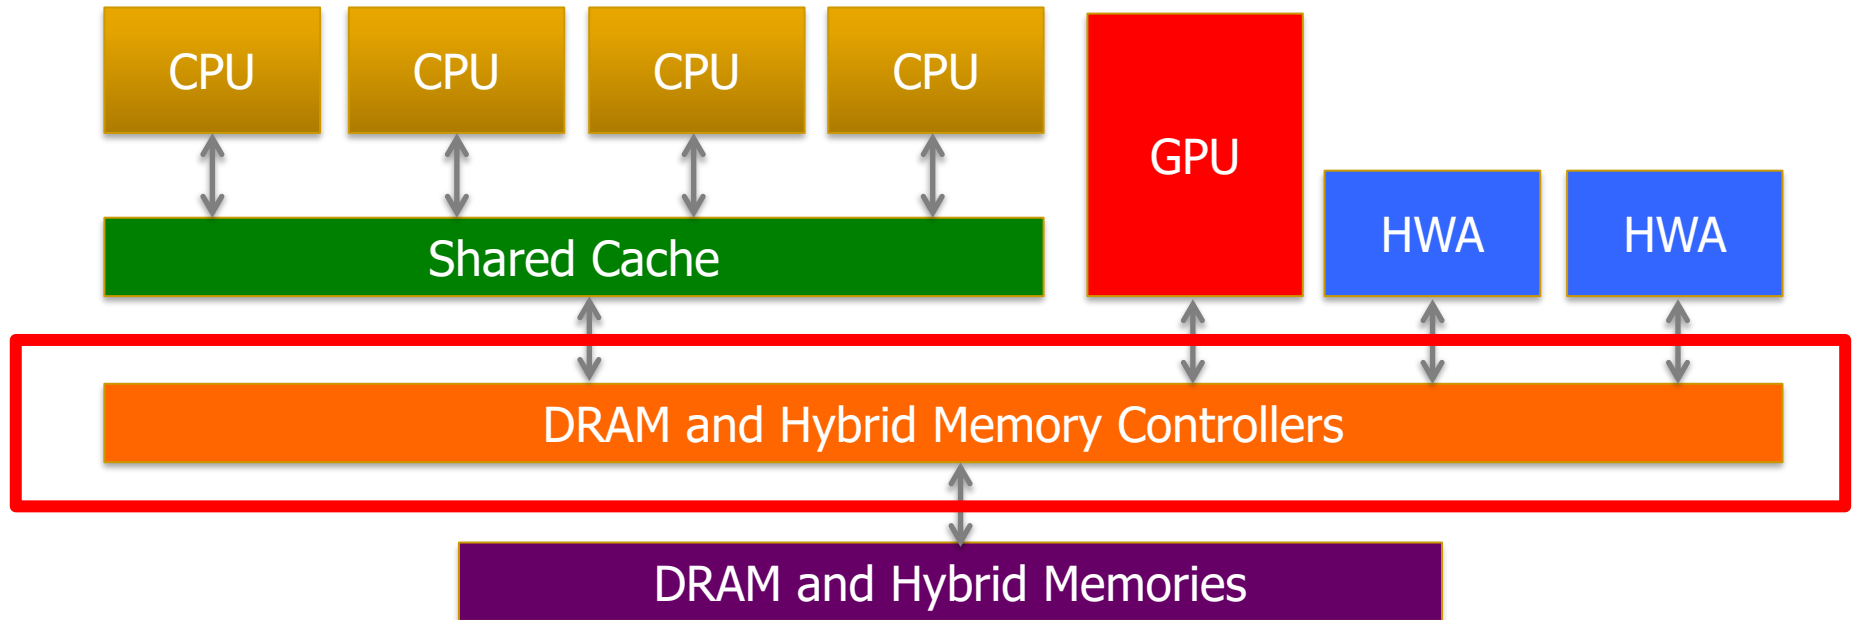 CPU
CPU
CPU
CPU
GPU
HWA
HWA
Shared Cache
DRAM and Hybrid Memory Controllers
DRAM and Hybrid Memories